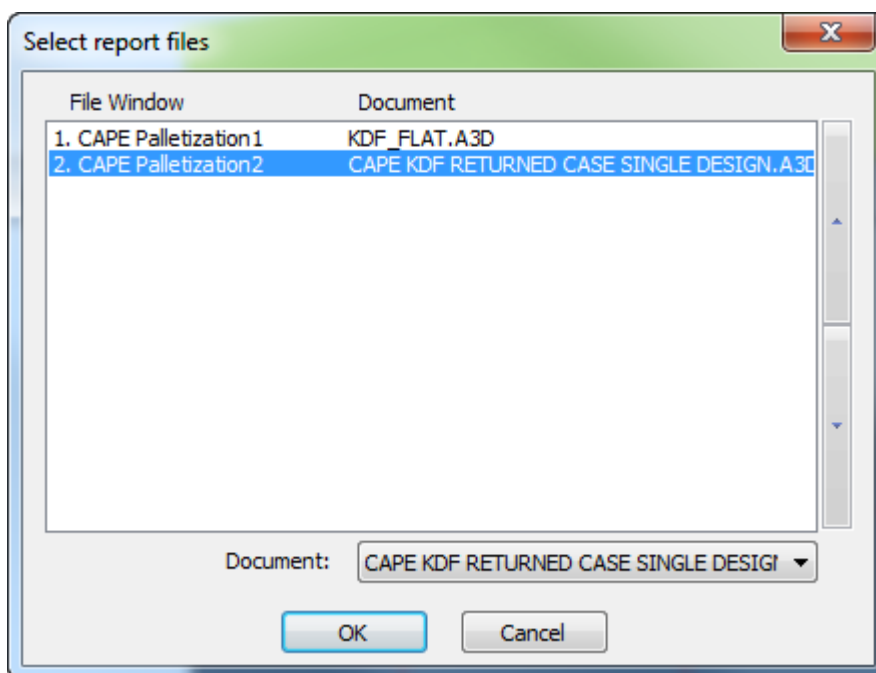 Select report files
File Window Document
1. CAPE Palletization1 KDF_FLAT.A3D
2. CAPE Palletization2 CAPE KDF RETURNED CASE SINGLE DESIGN.A3D
Document: CAPE KDF RETURNED CASE SINGLE DESIGN
OK Cancel